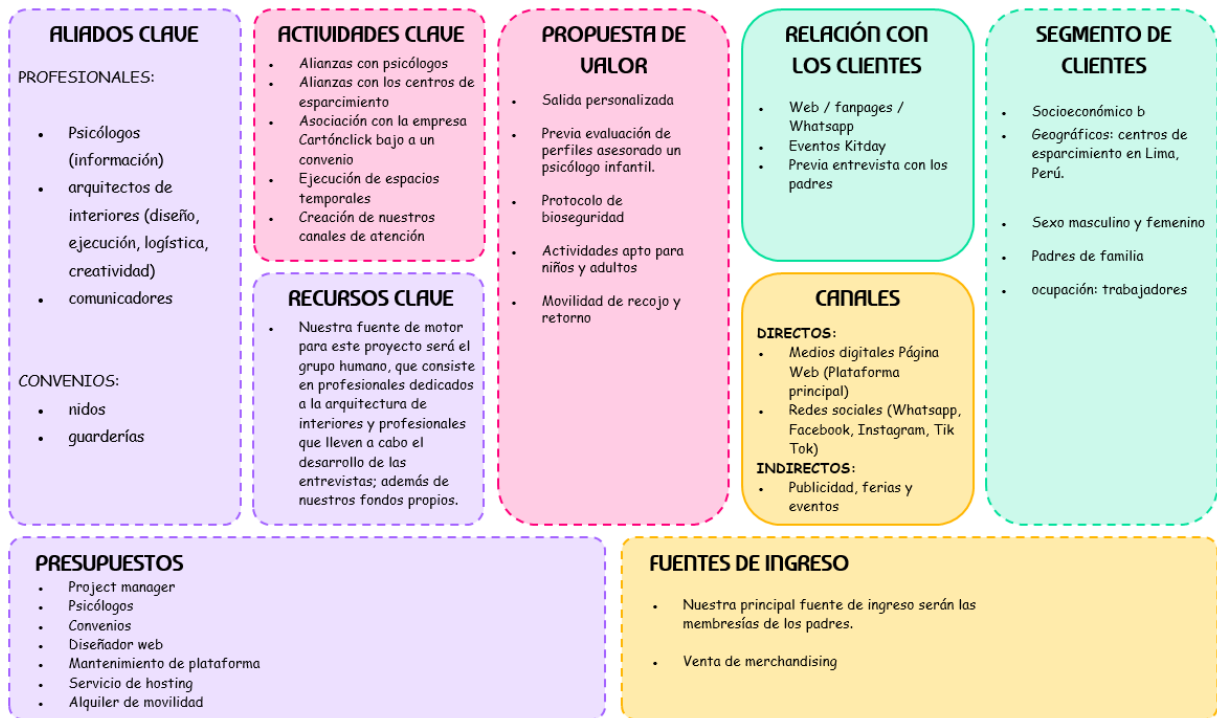 ALIADOS CLAVE
PROFESIONALES:
• Psicólogos
(información)
• arquitectos de
interiores (diseño,
ejecución, logística,
creatividad)
• comunicadores
CONVENIOS:
• nidos
• guarderías
ACTIVIDADES CLAVE
• Alianzas con psicólogos
• Alianzas con los centros de
esparcimiento
• Asociación con la empresa
Cartónclick bajo a un
convenio
• Ejecución de espacios
temporales
• Creación de nuestros
canales de atención
RECURSOS CLAVE
• Nuestra fuente de motor
para este proyecto será el
grupo humano, que consiste
en profesionales dedicados
a la arquitectura de
interiores y profesionales
que lleven a cabo el
desarrollo de las
entrevistas; además de
nuestros fondos propios.
PROPUESTA DE
VALOR
• Salida personalizada
• Previa evaluación de
perfiles asesorado un
psicólogo infantil.
• Protocolo de
bioseguridad
• Actividades apto para
niños y adultos
• Movilidad de recojo y
retorno
RELACIÓN CON
LOS CLIENTES
• Web / fanpages /
Whatsapp
• Eventos Kitday
• Previa entrevista con los
padres
CANALES
DIRECTOS:
• Medios digitales Página
Web (Plataforma
principal)
• Redes sociales (Whatsapp,
Facebook, Instagram, Tik
Tok)
INDIRECTOS:
• Publicidad, ferias y
eventos
SEGMENTO DE
CLIENTES
• Socioeconómico b
• Geográficos: centros de
esparcimiento en Lima,
Perú.
• Sexo masculino y femenino
• Padres de familia
• ocupación: trabajadores
PRESUPUESTOS
• Project manager
• Psicólogos
• Convenios
• Diseñador web
• Mantenimiento de plataforma
• Servicio de hosting
• Alquiler de movilidad
FUENTES DE INGRESO
• Nuestra principal fuente de ingreso serán las
membresías de los padres.
• Venta de merchandising